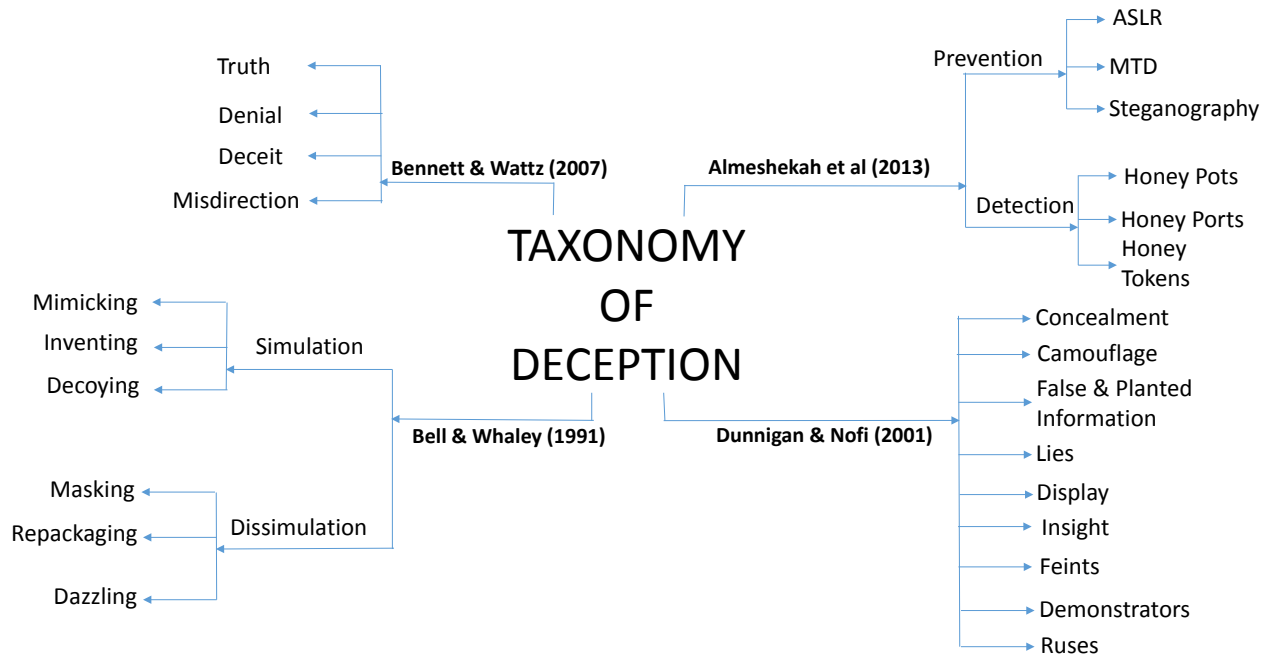 TAXONOMY
OF
DECEPTION
Bennett & Wattz (2007)
Truth
Denial
Deceit
Misdirection
Almeshekah et al (2013)
Prevention
ASLR
MTD
Steganography
Detection
Honey Pots
Honey Ports
Honey
Tokens
Bell & Whaley (1991)
Simulation
Mimicking
Inventing
Decoying
Dissimulation
Masking
Repackaging
Dazzling
Dunnigan & Nofi (2001)
Concealment
Camouflage
False & Planted
Information
Lies
Display
Insight
Feints
Demonstrators
Ruses